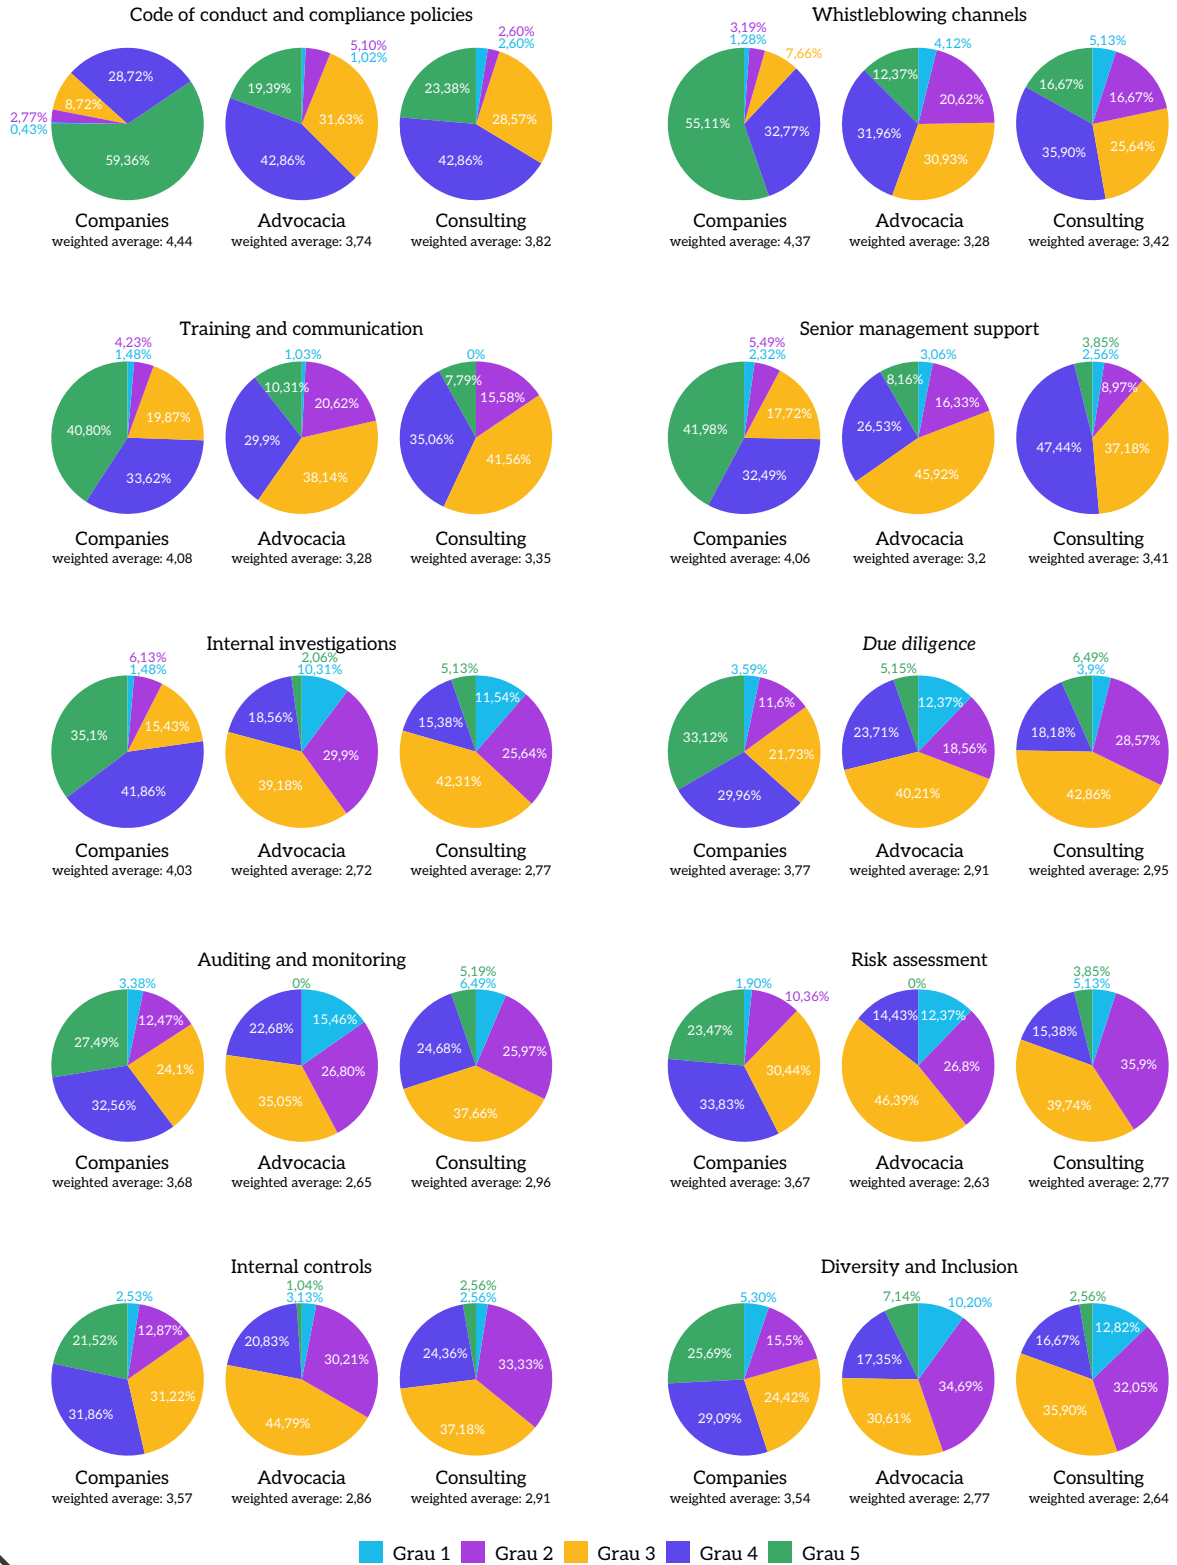 Code of conduct and compliance policies
28,72%
8,72%
2,77%
0,43%
59,36%
Companies
weighted average: 4,44
5,10%
1,02%
19,39%
31,63%
42,86%
Advocacia
weighted average: 3,74
2,60%
2,60%
23,38%
28,57%
42,86%
Consulting
weighted average: 3,82
Whistleblowing channels
3,19%
1,28%
7,66%
55,11%
32,77%
Companies
weighted average: 4,37
4,12%
12,37%
20,62%
31,96%
30,93%
Advocacia
weighted average: 3,28
5,13%
16,67%
16,67%
25,64%
35,90%
Consulting
weighted average: 3,42
Training and communication
4,23%
1,48%
19,87%
40,80%
33,62%
Companies
weighted average: 4,08
1,03%
10,31%
20,62%
29,9%
38,14%
Advocacia
weighted average: 3,28
0%
7,79%
15,58%
35,06%
41,56%
Consulting
weighted average: 3,35
Senior management support
5,49%
2,32%
17,72%
41,98%
32,49%
Companies
weighted average: 4,06
3,06%
8,16%
16,33%
26,53%
45,92%
Advocacia
weighted average: 3,2
3,85%
2,56%
8,97%
47,44%
37,18%
Consulting
weighted average: 3,41
Internal investigations
6,13%
1,48%
15,43%
35,1%
41,86%
Companies
weighted average: 4,03
2,06%
10,31%
18,56%
29,9%
39,18%
Advocacia
weighted average: 2,72
5,13%
11,54%
15,38%
25,64%
42,31%
Consulting
weighted average: 2,77
Due diligence
3,59%
11,6%
33,12%
21,73%
29,96%
Companies
weighted average: 3,77
5,15%
12,37%
23,71%
18,56%
40,21%
Advocacia
weighted average: 2,91
6,49%
3,9%
18,18%
28,57%
42,86%
Consulting
weighted average: 2,95
Auditing and monitoring
3,38%
12,47%
27,49%
24,1%
32,56%
Companies
weighted average: 3,68
0%
15,46%
22,68%
26,80%
35,05%
Advocacia
weighted average: 2,65
5,19%
6,49%
24,68%
25,97%
37,66%
Consulting
weighted average: 2,96
Risk assessment
1,90%
10,36%
23,47%
30,44%
33,83%
Companies
weighted average: 3,67
0%
14,43%
12,37%
26,8%
46,39%
Advocacia
weighted average: 2,63
3,85%
5,13%
15,38%
35,9%
39,74%
Consulting
weighted average: 2,77
Internal controls
2,53%
12,87%
21,52%
31,22%
31,86%
Companies
weighted average: 3,57
1,04%
3,13%
20,83%
30,21%
44,79%
Advocacia
weighted average: 2,86
2,56%
2,56%
24,36%
33,33%
37,18%
Consulting
weighted average: 2,91
Diversity and Inclusion
5,30%
15,5%
25,69%
24,42%
29,09%
Companies
weighted average: 3,54
7,14%
10,20%
17,35%
34,69%
30,61%
Advocacia
weighted average: 2,77
2,56%
12,82%
16,67%
32,05%
35,90%
Consulting
weighted average: 2,64
Grau 1 Grau 2 Grau 3 Grau 4 Grau 5